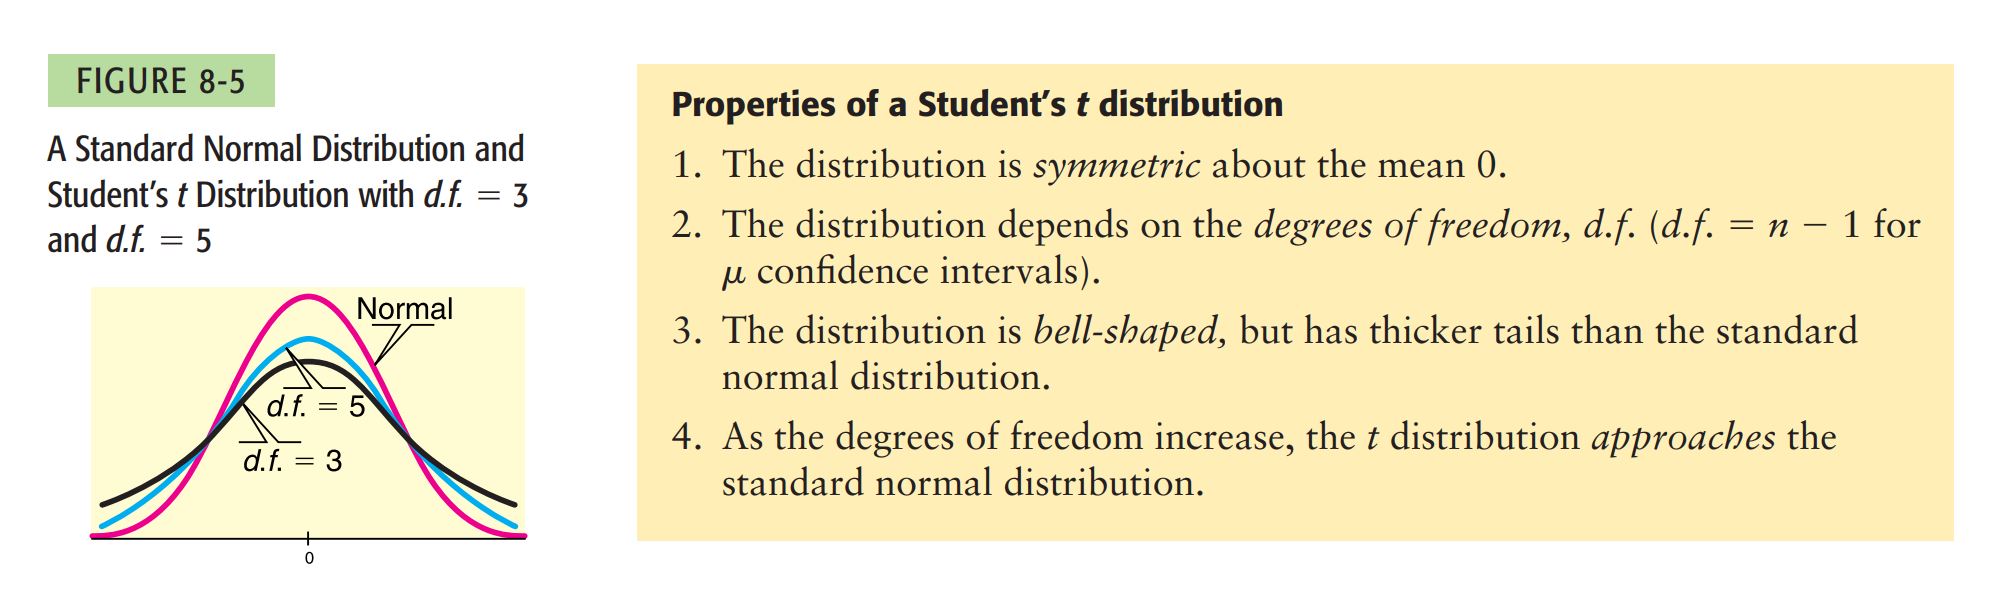 FIGURE 8-5
A Standard Normal Distribution and
Student’s t Distribution with d.f. = 3
and d.f. = 5
Normal
d.f. = 5
d.f. = 3
0
Properties of a Student’s t distribution
1. The distribution is symmetric about the mean 0.
2. The distribution depends on the degrees of freedom, d.f. (d.f. = n − 1 for
μ confidence intervals).
3. The distribution is bell-shaped, but has thicker tails than the standard
normal distribution.
4. As the degrees of freedom increase, the t distribution approaches the
standard normal distribution.